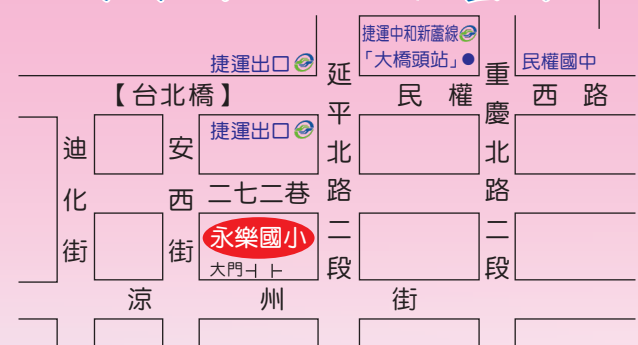 捷運中和新蘆線
「大橋頭站」
捷運出口
民權國中
【台北橋】
民權西路
捷運出口
延平北路二段
重慶北路二段
迪化街
安西街
二七二巷
永樂國小
大門
涼州街